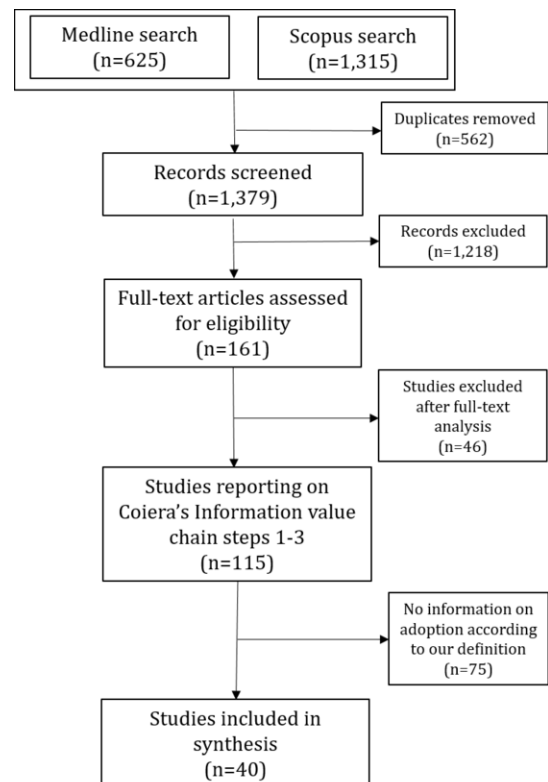 Medline search
(n=625)
Scopus search
(n=1,315)
Duplicates removed
(n=562)
Records screened
(n=1,379)
Records excluded
(n=1,218)
Full-text articles assessed
for eligibility
(n=161)
Studies excluded
after full-text
analysis
(n=46)
Studies reporting on
Coiera's Information value
chain steps 1-3
(n=115)
No information on
adoption according
to our definition
(n=75)
Studies included in
synthesis
(n=40)